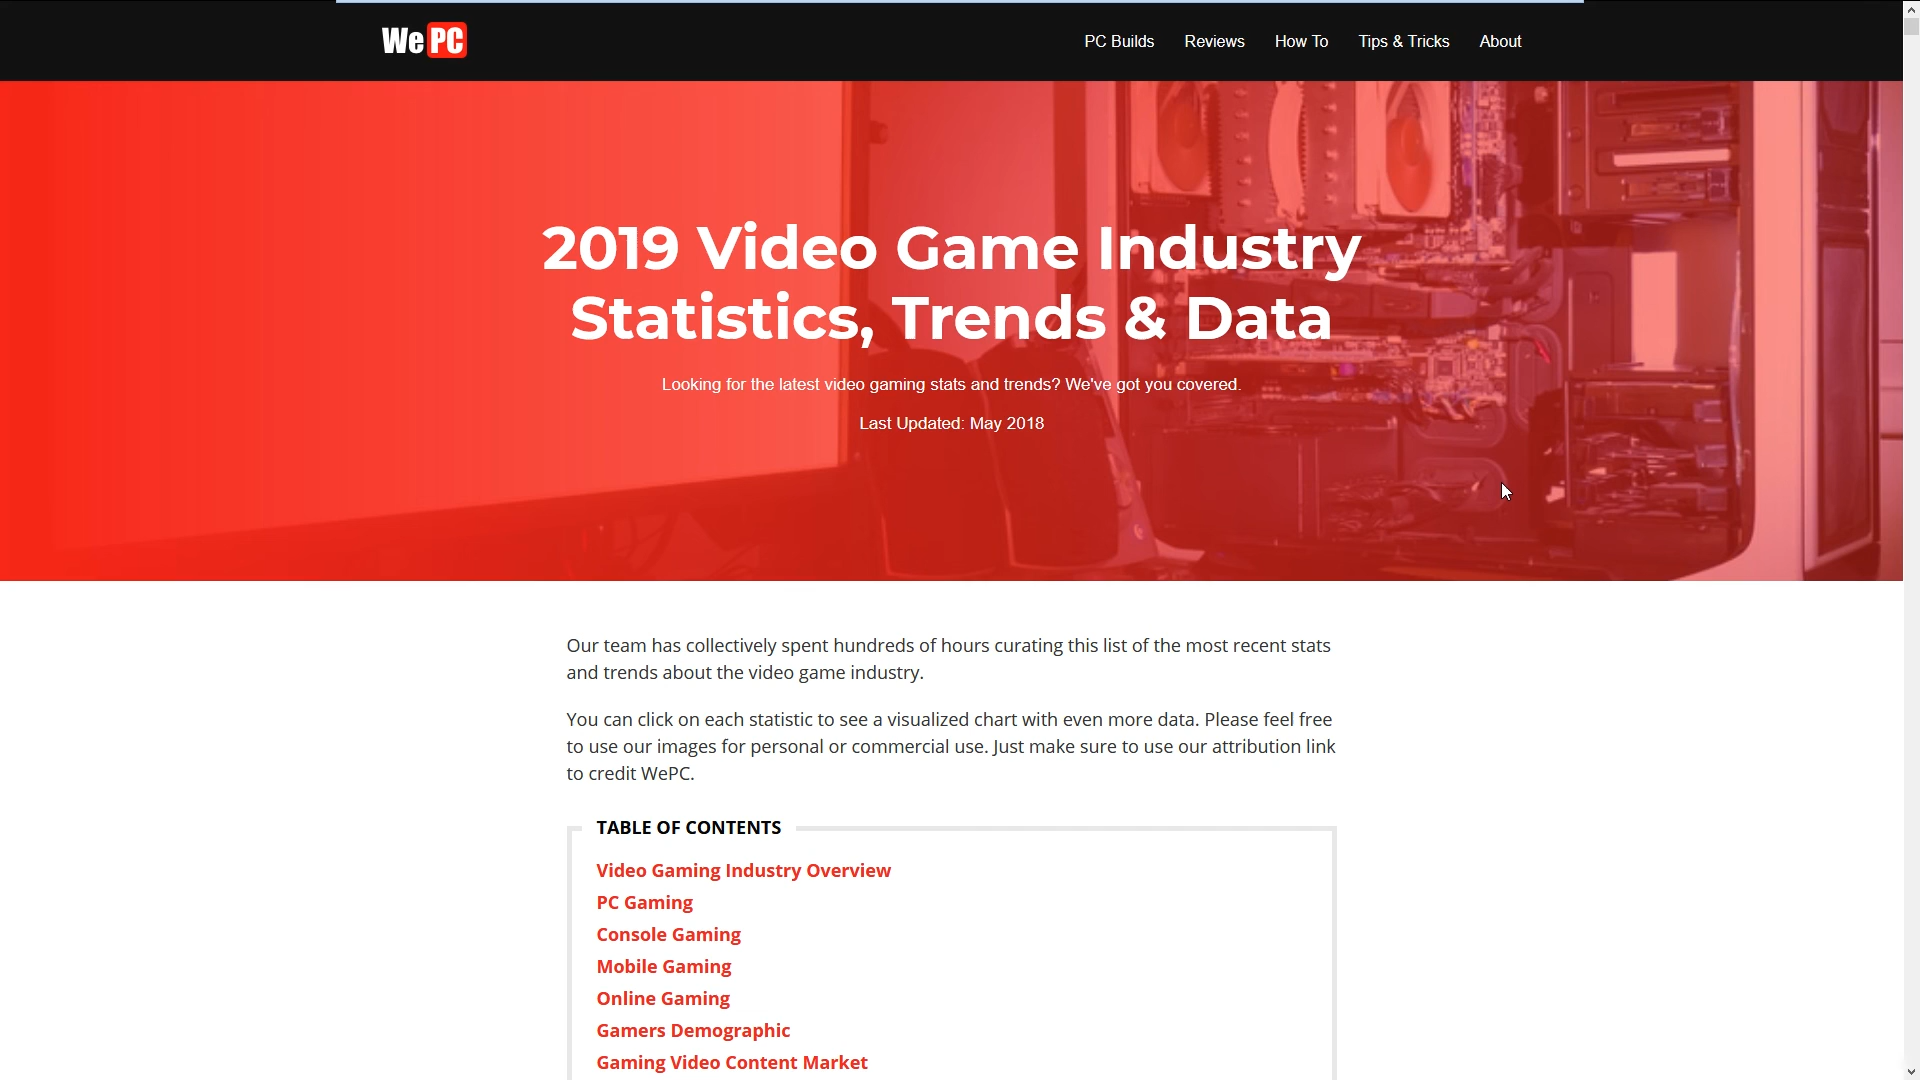 WePC
PC Builds Reviews How To Tips & Tricks About
2019 Video Game Industry
Statistics, Trends & Data
Looking for the latest video gaming stats and trends? We've got you covered.
Last Updated: May 2018
Our team has collectively spent hundreds of hours curating this list of the most recent stats
and trends about the video game industry.
You can click on each statistic to see a visualized chart with even more data. Please feel free
to use our images for personal or commercial use. Just make sure to use our attribution link
to credit WePC.
TABLE OF CONTENTS
Video Gaming Industry Overview
PC Gaming
Console Gaming
Mobile Gaming
Online Gaming
Gamers Demographic
Gaming Video Content Market